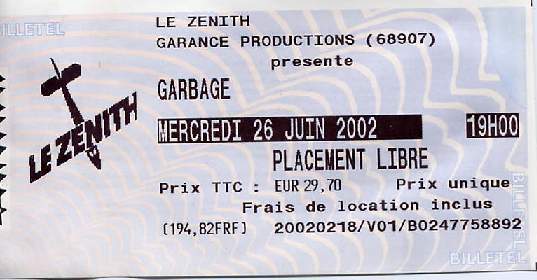 BILLETEL
LE ZENITH
GARANCE PRODUCTIONS (68907)
presente
GARBAGE
LE ZENITH
MERCREDI 26 JUIN 2002 19H00
PLACEMENT LIBRE
Prix TTC : EUR 29,70 Prix unique
Frais de location inclus
(194,82FRF) 20020218/V01/B0247758892
BILLETEL
BILLETEL